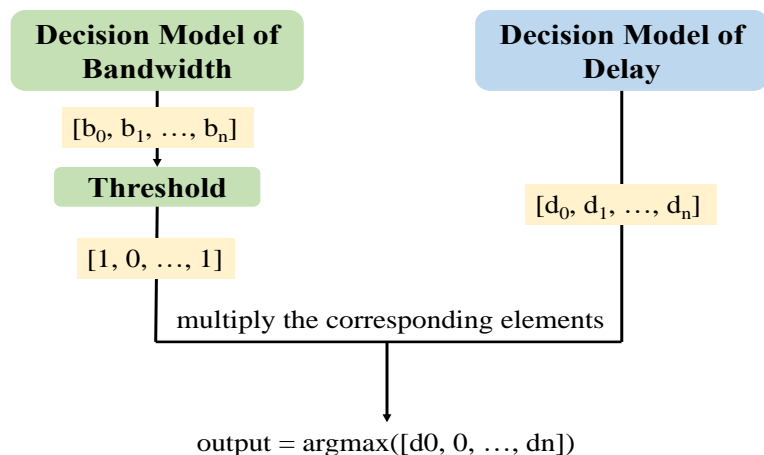 Decision Model of
Bandwidth
Decision Model of
Delay
[b₀, b₁, …, bₙ]
Threshold
[d₀, d₁, …, dₙ]
[1, 0, …, 1]
multiply the corresponding elements
output = argmax([d0, 0, …, dn])